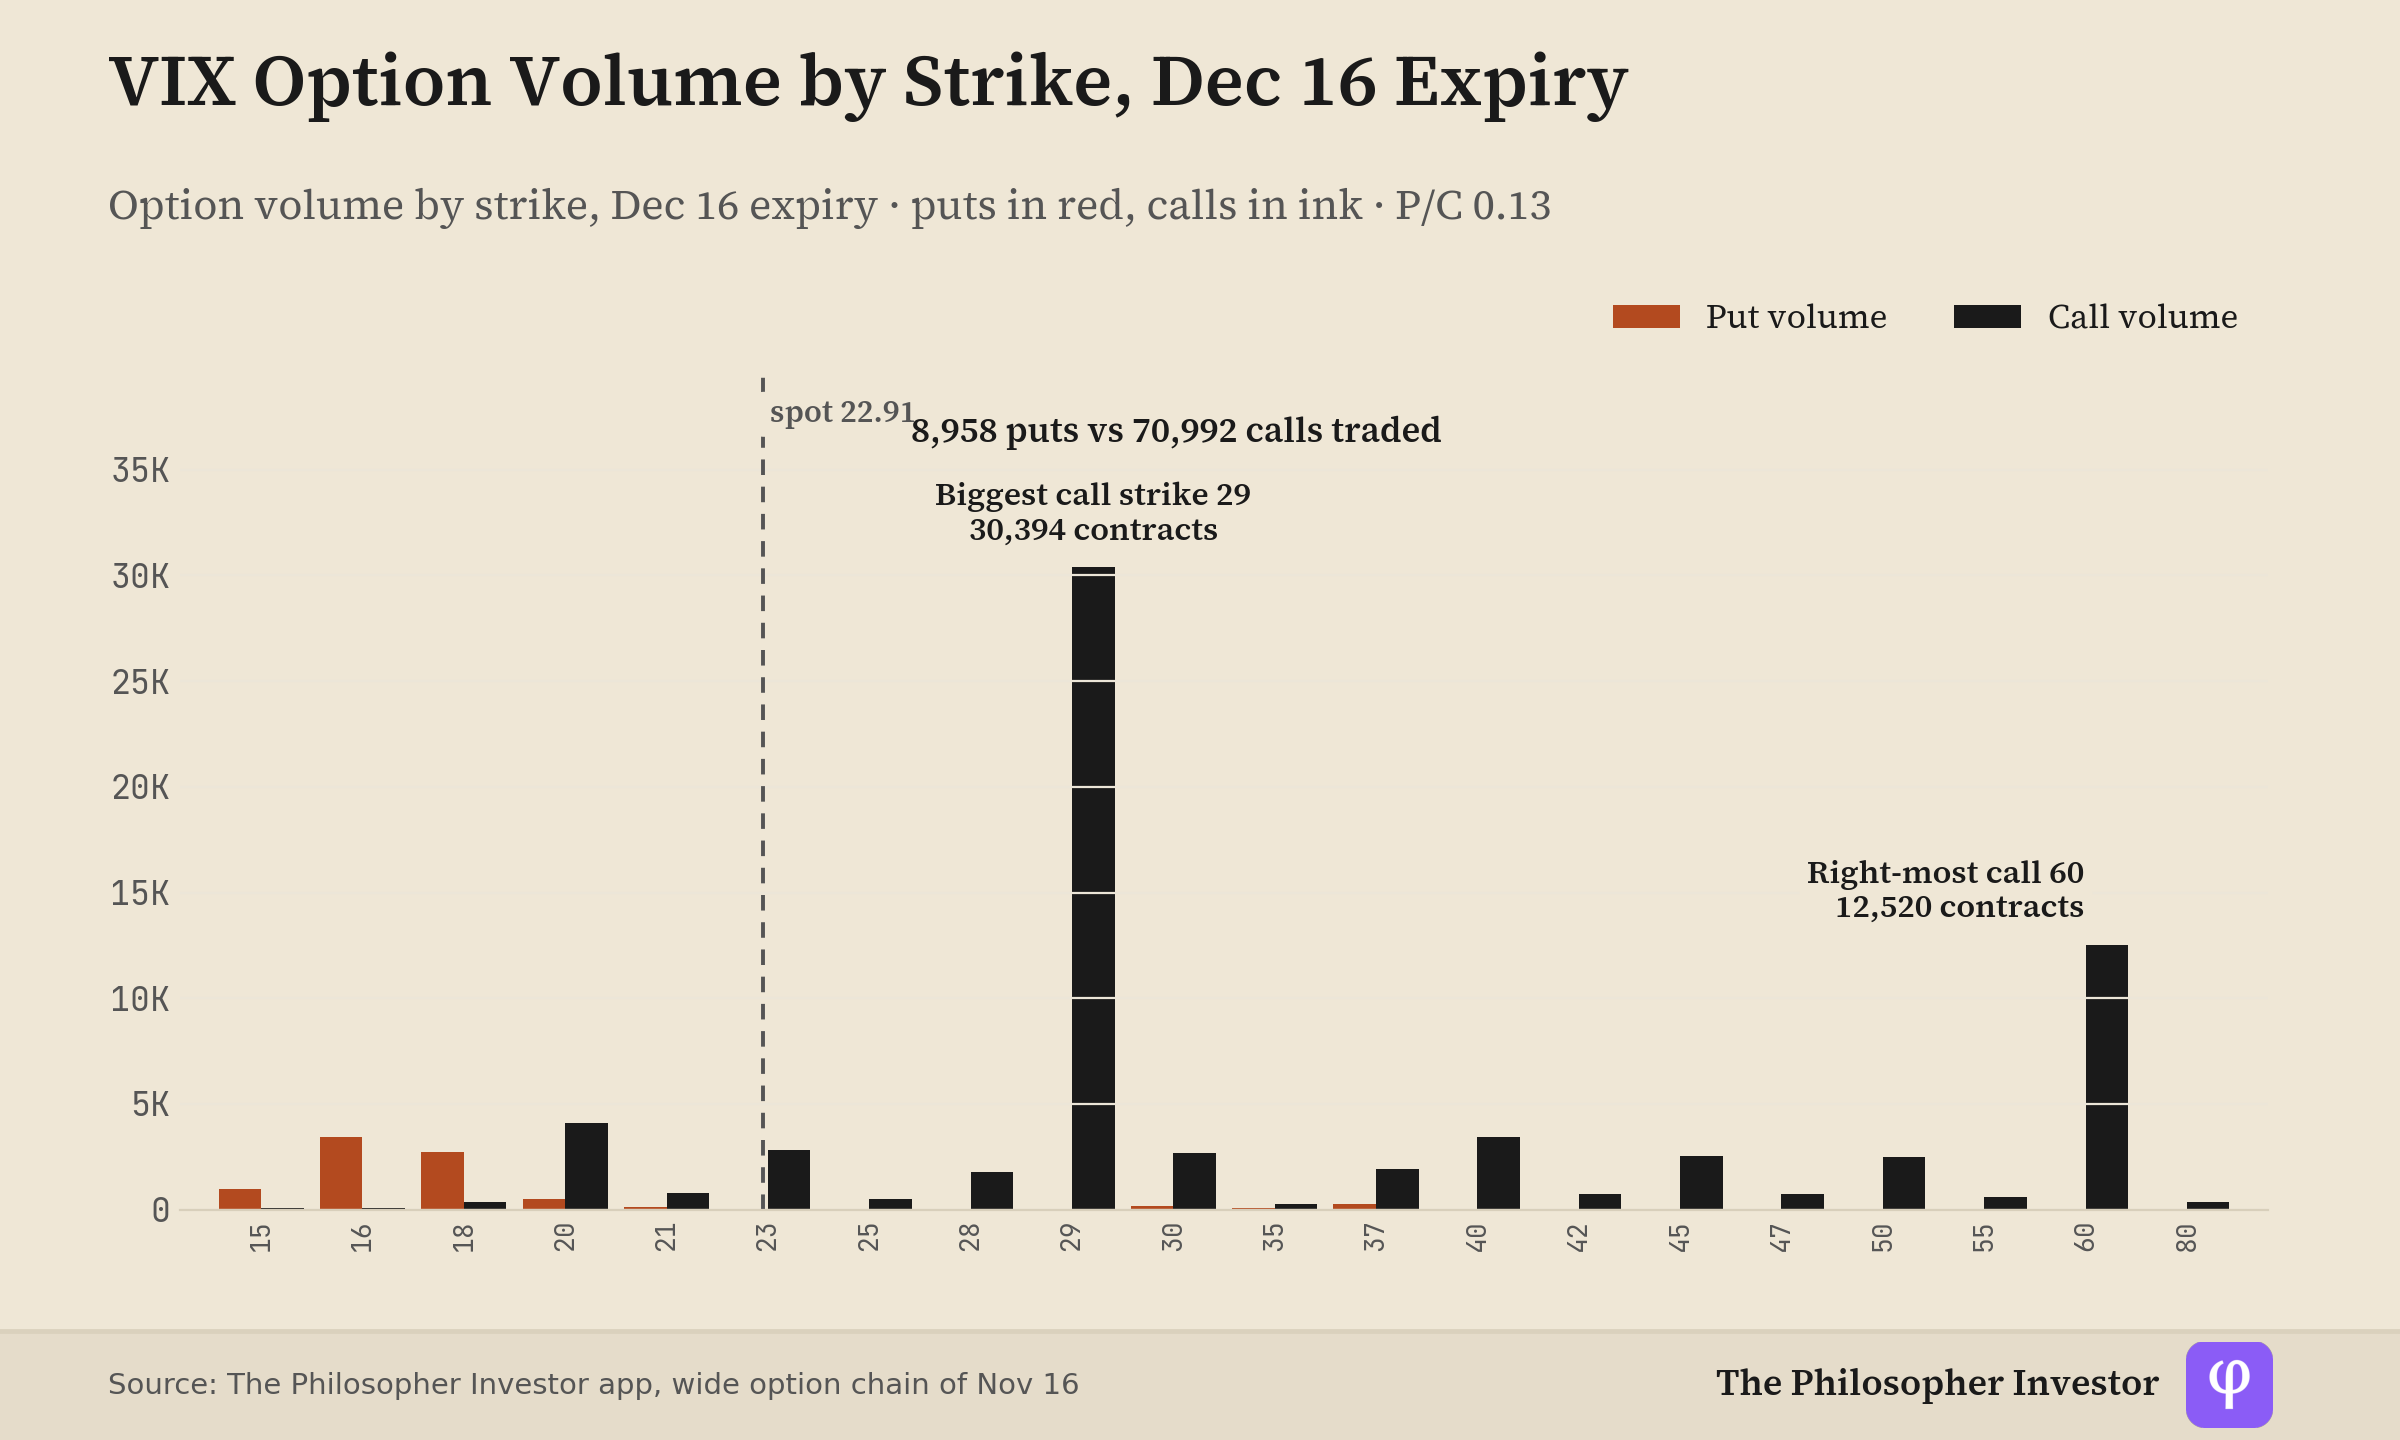 VIX Option Volume by Strike, Dec 16 Expiry
Option volume by strike, Dec 16 expiry · puts in red, calls in ink · P/C 0.13
Put volume
Call volume
spot 22.91
8,958 puts vs 70,992 calls traded
Biggest call strike 29
30,394 contracts
Right-most call 60
12,520 contracts
35K
30K
25K
20K
15K
10K
5K
0
15 16 18 20 21 23 25 28 29 30 35 37 40 42 45 47 50 55 60 80
Source: The Philosopher Investor app, wide option chain of Nov 16
The Philosopher Investor
φ